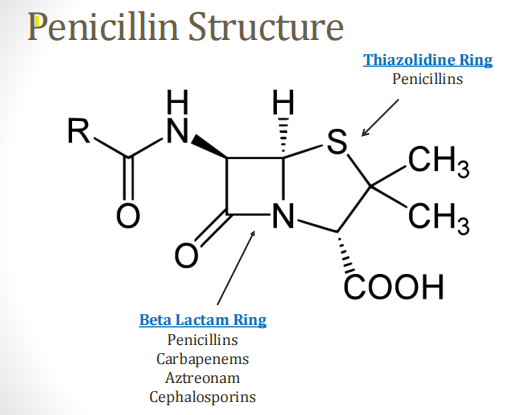 Penicillin Structure
Thiazolidine Ring
Penicillins
H
H
R
N
S
CH3
O
N
CH3
O
COOH
Beta Lactam Ring
Penicillins
Carbapenems
Aztreonam
Cephalosporins